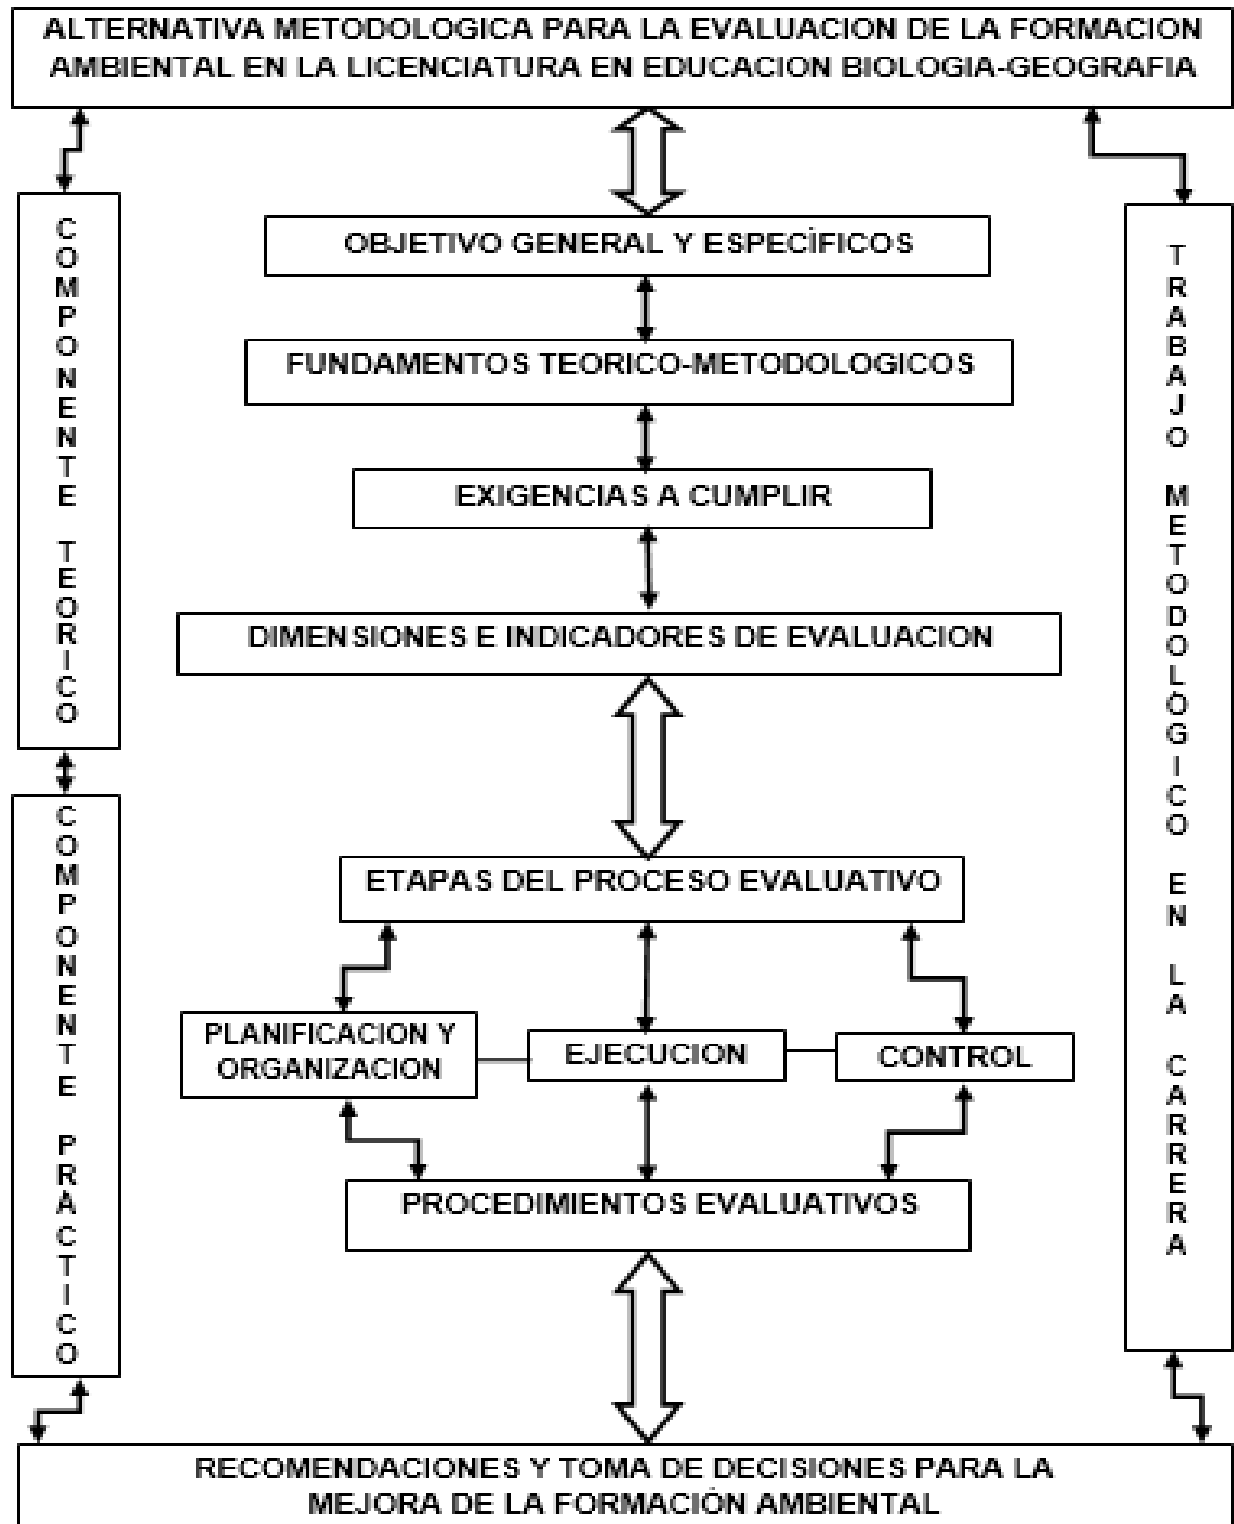 ALTERNATIVA METODOLOGICA PARA LA EVALUACION DE LA FORMACION
AMBIENTAL EN LA LICENCIATURA EN EDUCACION BIOLOGIA-GEOGRAFIA
COMPONENTE TEORICO
OBJETIVO GENERAL Y ESPECÍFICOS
FUNDAMENTOS TEORICO-METODOLOGICOS
EXIGENCIAS A CUMPLIR
DIMENSIONES E INDICADORES DE EVALUACION
TRABAJO METODOLOGICO EN LA CARRERA
COMPONENTE PRACTICO
ETAPAS DEL PROCESO EVALUATIVO
PLANIFICACION Y
ORGANIZACION
EJECUCION
CONTROL
PROCEDIMIENTOS EVALUATIVOS
RECOMENDACIONES Y TOMA DE DECISIONES PARA LA
MEJORA DE LA FORMACIÓN AMBIENTAL